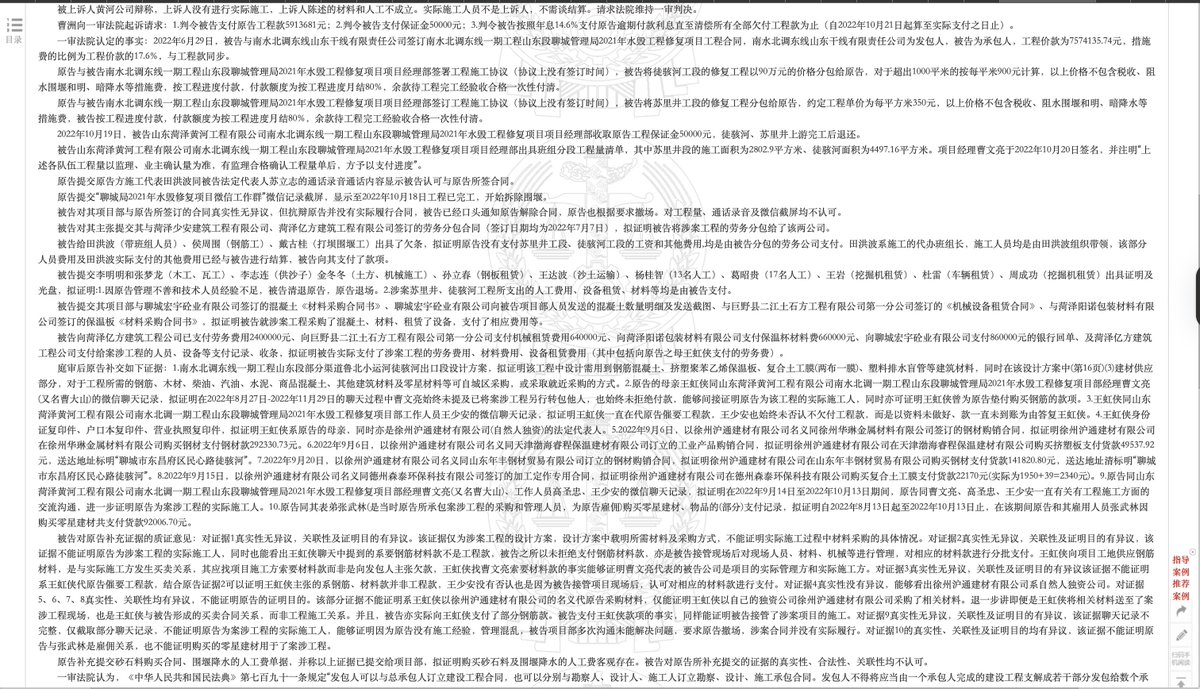 被上诉人黄河公司辩称，上诉人没有进行实际施工，上诉人陈述的材料和人工不成立。实际施工人员不是上诉人，不需谈结算。请求法院维持一审判决。
目录
曹洲向一审法院起诉请求：1.判令被告支付原告工程款5913681元；2.判令被告支付保证金50000元；3.判令被告按照年息14.6%支付原告逾期付款利息直至清偿所有全部欠付工程款为止（自2022年10月21日起算至实际支付之日止）。
一审法院认定的事实：2022年6月29日，被告与南水北调东线山东干线有限责任公司签订南水北调东线一期工程山东段聊城管理局2021年水毁工程修复项目工程合同，南水北调东线山东干线有限责任公司为发包人，被告为承包人，工程价款为7574135.74元，措施
费的比例为工程价款的17.6%，与工程款同步。
原告与被告南水北调东线一期工程山东段聊城管理局2021年水毁工程修复项目项目经理部签署工程施工协议（协议上没有签订时间），被告将徒骇河工段的修复工程以90万元的价格分包给原告，对于超出1000平米的按每平米900元计算，以上价格不包含税收、阻
水围堰和明、暗降水等措施费，按工程进度付款，付款额度为按工程进度月结80%，余款待工程完工经验收合格一次性付清。
原告与被告南水北调东线一期工程山东段聊城管理局2021年水毁工程修复项目项目经理部签订工程施工协议（协议上没有签订时间），被告将苏里井工段的修复工程分包给原告，约定工程单价为每平方米350元，以上价格不包含税收、阻水围堰和明、暗降水等
措施费，被告按工程进度付款，付款额度为按工程进度月结80%，余款待工程完工经验收合格一次性付清。
2022年10月19日，被告山东菏泽黄河工程有限公司南水北调东线一期工程山东段聊城管理局2021年水毁工程修复项目项目经理部收取原告工程保证金50000元，徒骇河、苏里井上游完工后退还。
被告山东菏泽黄河工程有限公司南水北调东线一期工程山东段聊城管理局2021年水毁工程修复项目项目经理部出具班组分段工程量清单，其中苏里井段的施工面积为2802.9平方米、徒骇河面积为4497.16平方米。项目经理曹文亮于2022年10月20日签名，并注明“上
述各队伍工程量以监理、业主确认量为准，有监理合格确认工程量单后，方予以支付进度”。
原告提交原告方施工代表田洪波同被告法定代表人苏立志的通话录音通话内容显示被告认可与原告所签合同。
原告提交“聊城局2021年水毁修复项目微信工作群”微信记录截屏，显示至2022年10月18日工程已完工，开始拆除围堰。
被告对其项目部与原告所签订的合同真实性无异议，但抗辩原告并没有实际履行合同，被告已经口头通知原告解除合同，原告也根据要求撤场。对工程量、通话录音及微信截屏均不认可。
被告对其主张提交其与菏泽少安建筑工程有限公司、菏泽亿方建筑工程有限公司签订的劳务分包合同（签订日期均为2022年7月7日），拟证明被告将涉案工程的劳务分包给了该两公司。
被告给田洪波（带班组人员）、侯周围（钢筋工）、戴古柱（打坝围堰工）出具了欠条，拟证明原告没有支付苏里井工段、徒骇河工段的工资和其他费用,均是由被告分包的劳务公司支付。田洪波系施工的代办班组长，施工人员均是由田洪波组织带领，该部分
人员费用及田洪波实际支付的其他费用已经与被告进行结算，被告向其支付了款项。
被告提交李明明和张梦龙（木工、瓦工）、李志连（供沙子）金冬冬（土方、机械施工）、孙立春（钢板租赁）、王达波（沙土运输）、杨桂智（13名人工）、葛昭贵（17名人工）、王岩（挖掘机租赁）、杜雷（车辆租赁）、周成功（挖掘机租赁）出具证明及
光盘，拟证明:1.因原告管理不善和技术人员经验不足，被告清退原告，原告退场。2.涉案苏里井、徒骇河工程所支出的人工费用、设备租赁、材料等均是由被告支付。
被告提交其项目部与聊城宏宇砼业有限公司签订的混凝土《材料采购合同书》、聊城宏宇砼业有限公司向被告项目部人员发送的混凝土数量明细及发送截图、与巨野县二江土石方工程有限公司第一分公司签订的《机械设备租赁合同》、与菏泽阳诺包装材料有限公
司签订的保温板《材料采购合同书》，拟证明被告就涉案工程采购了混凝土、材料、租赁了设备，支付了相应费用等。
被告向菏泽亿方建筑工程公司已支付劳务费用2400000元、向巨野县二江土石方工程有限公司第一分公司支付机械租赁费用640000元、向菏泽阳诺包装材料有限公司支付保温杯材料费660000元、向聊城宏宇砼业有限公司支付860000元的银行回单、及菏泽亿方建筑
工程公司支付给案涉工程的人员、设备等支付记录、收条，拟证明被告实际支付了涉案工程的劳务费用、材料费用、设备租赁费用（其中包括向原告之母王虹侠支付的劳务费）。
庭审后原告补交如下证据：1.南水北调东线一期工程山东段部分渠道鲁北小运河徒骇河出口段设计方案，拟证明该工程中设计需用到钢筋混凝土、挤塑聚苯乙烯保温板、复合土工膜(两布一膜)、塑料排水盲管等建筑材料，同时在该设计方案中(第16页)⑶建材供应
部分，对于工程所需的钢筋、木材、柴油、汽油、水泥、商品混凝土、其他建筑材料及零星材料等可自城区采购，或采取就近采购的方式。2.原告的母亲王虹侠同山东菏泽黄河工程有限公司南水北调东线一期工程山东段聊城管理局2021年水毁工程修复项目部经理曹文亮
(又名曹大山)的微信聊天记录，拟证明在2022年8月27日-2022年11月29日的聊天过程中曹文亮始终未提及已将案涉工程另行转包他人，也始终未拒绝付款，能够间接证明原告为该工程的实际施工人，同时亦可证明王虹侠曾为原告垫付购买钢筋的款项。3.王虹侠同山东
菏泽黄河工程有限公司南水北调东线一期工程山东段聊城管理局2021年水毁工程修复项目部工作人员王少安的微信聊天记录，拟证明王虹侠一直在代原告催要工程款，王少安也始终未否认不欠付工程款，而是以资料未做好、款一直未到账为由答复王虹侠。4.王虹侠身份
证复印件、户口本复印件、营业执照复印件，拟证明王虹侠系原告的母亲，同时亦是徐州沪通建材有限公司(自然人独资)的法定代表人。5.2022年9月6日，以徐州沪通建材有限公司名义同徐州华琳金属材料有限公司签订的钢材购销合同，拟证明徐州沪通建材有限公司
在徐州华琳金属材料有限公司购买钢材支付钢材款292330.73元。6.2022年9月6日，以徐州沪通建材有限公司名义同天津渤海睿程保温建材有限公司订立的工业产品购销合同，拟证明徐州沪通建材有限公司在天津渤海睿程保温建材有限公司购买挤塑板支付货款49537.92
元，送达地址标明“聊城市东昌府区民心路徒骇河”。7.2022年9月20日，以徐州沪通建材有限公司名义同山东年丰钢材贸易有限公司订立的钢材购销合同，拟证明徐州沪通建材有限公司在山东年丰钢材贸易有限公司购买钢材支付货款141820.80元，送达地址清标明“聊城
市东昌府区民心路徒骇河”。8.2022年9月15日，以徐州沪通建材有限公司名义同德州森泰环保科技有限公司签订的加工定作专用合同，拟证明徐州沪通建材有限公司在德州森泰环保科技有限公司购买复合土工膜支付货款22170元(实际为1950+39=2340元)。9.原告同山东
菏泽黄河工程有限公司南水北调东线一期工程山东段聊城管理局2021年水毁工程修复项目部经理曹文亮(又名曹大山)、工作人员高圣忠、王少安的微信聊天记录，拟证明在2022年9月14日至2022年10月13日期间，原告同曹文亮、高圣忠、王少安一直有关有工程施工方面的
交流沟通，进一步证明原告为案涉工程的实际施工人。10.原告同其表弟张武林(是当时原告所承包案涉工程的采购和管理人员，为原告雇佣)购买零星建材、物品的(部分)支付记录，拟证明自2022年8月13日起至2022年10月13日止，在该期间原告和其雇用人员张武林因
购买零星建材共支付货款92006.70元。
被告对原告补充证据的质证意见：对证据1真实性无异议，关联性及证明目的有异议。该证据仅为涉案工程的设计方案，设计方案中载明所需材料及采购方式，不能证明实际施工过程中材料采购的具体情况。对证据2真实性无异议，关联性及证明目的有异议，该
证据不能证明原告为涉案工程的实际施工人，同时也能看出王虹侠聊天中提到的系要钢筋材料款不是工程款，被告之所以未拒绝支付钢筋材料款，亦是被告接管现场后对现场人员、材料、机械等进行管理，对相应的材料款进行分批支付。王虹侠向项目工地供应钢筋
材料，是与实际施工方发生买卖关系，其应找项目施工方索要材料款而非是向发包人主张欠款，王虹侠找曹文亮索要材料款的事实能够证明曹文亮代表的被告公司是项目的实际管理方和实际施工方。对证据3真实性无异议，关联性及证明目的有异议该证据不能证明
系王虹侠代原告催要工程款，结合原告证据2可以证明王虹侠主张的系钢筋、材料款并非工程款，王少安没有否认也是因为被告接管项目现场后，认可对相应的材料款进行支付。对证据4真实性没有异议，能够看出徐州沪通建材有限公司系自然人独资公司。对证据
5、6、7、8真实性、关联性均有异议，不能证明原告的证明目的。该部分证据不能证明系王虹侠以徐州沪通建材有限公司的名义代原告采购材料，仅能证明王虹侠以自己的独资公司徐州沪通建材有限公司采购了相关材料。退一步讲即便是王虹侠将相关材料送至了案
涉工程现场，也是王虹侠与被告形成的买卖合同关系，而非工程施工关系。并且，被告亦实际向王虹侠支付了部分钢筋款。被告支付王虹侠款项的事实，同样能证明被告接管了涉案项目的施工。对证据9真实性无异议，关联性及证明目的有异议，该证据聊天记录不
完整，仅截取部分聊天记录，不能证明原告为案涉工程的实际施工人，能够证明因为原告没有施工经验，管理混乱，被告项目部多次沟通未能解决问题，要求原告撤场，涉案合同并没有实际履行。对证据10的真实性、关联性及证明目的均有异议，该证据不能证明原
告与张武林是雇佣关系，也不能证明购买的零星建材用于了案涉工程。
原告补充提交砂石料购买合同、围堰降水的人工费单据，并称以上证据已提交给项目部，拟证明购买砂石料及围堰降水的人工费客观存在。被告对原告所补充提交的证据的真实性、合法性、关联性均不认可。
一审法院认为，《中华人民共和国民法典》第七百九十一条规定“发包人可以与总承包人订立建设工程合同，也可以分别与勘察人、设计人、施工人订立勘察、设计、施工承包合同。发包人不得将应当由一个承包人完成的建设工程支解成若干部分发包给数个承
指导
案例
推荐
案例
扫码手
机阅读